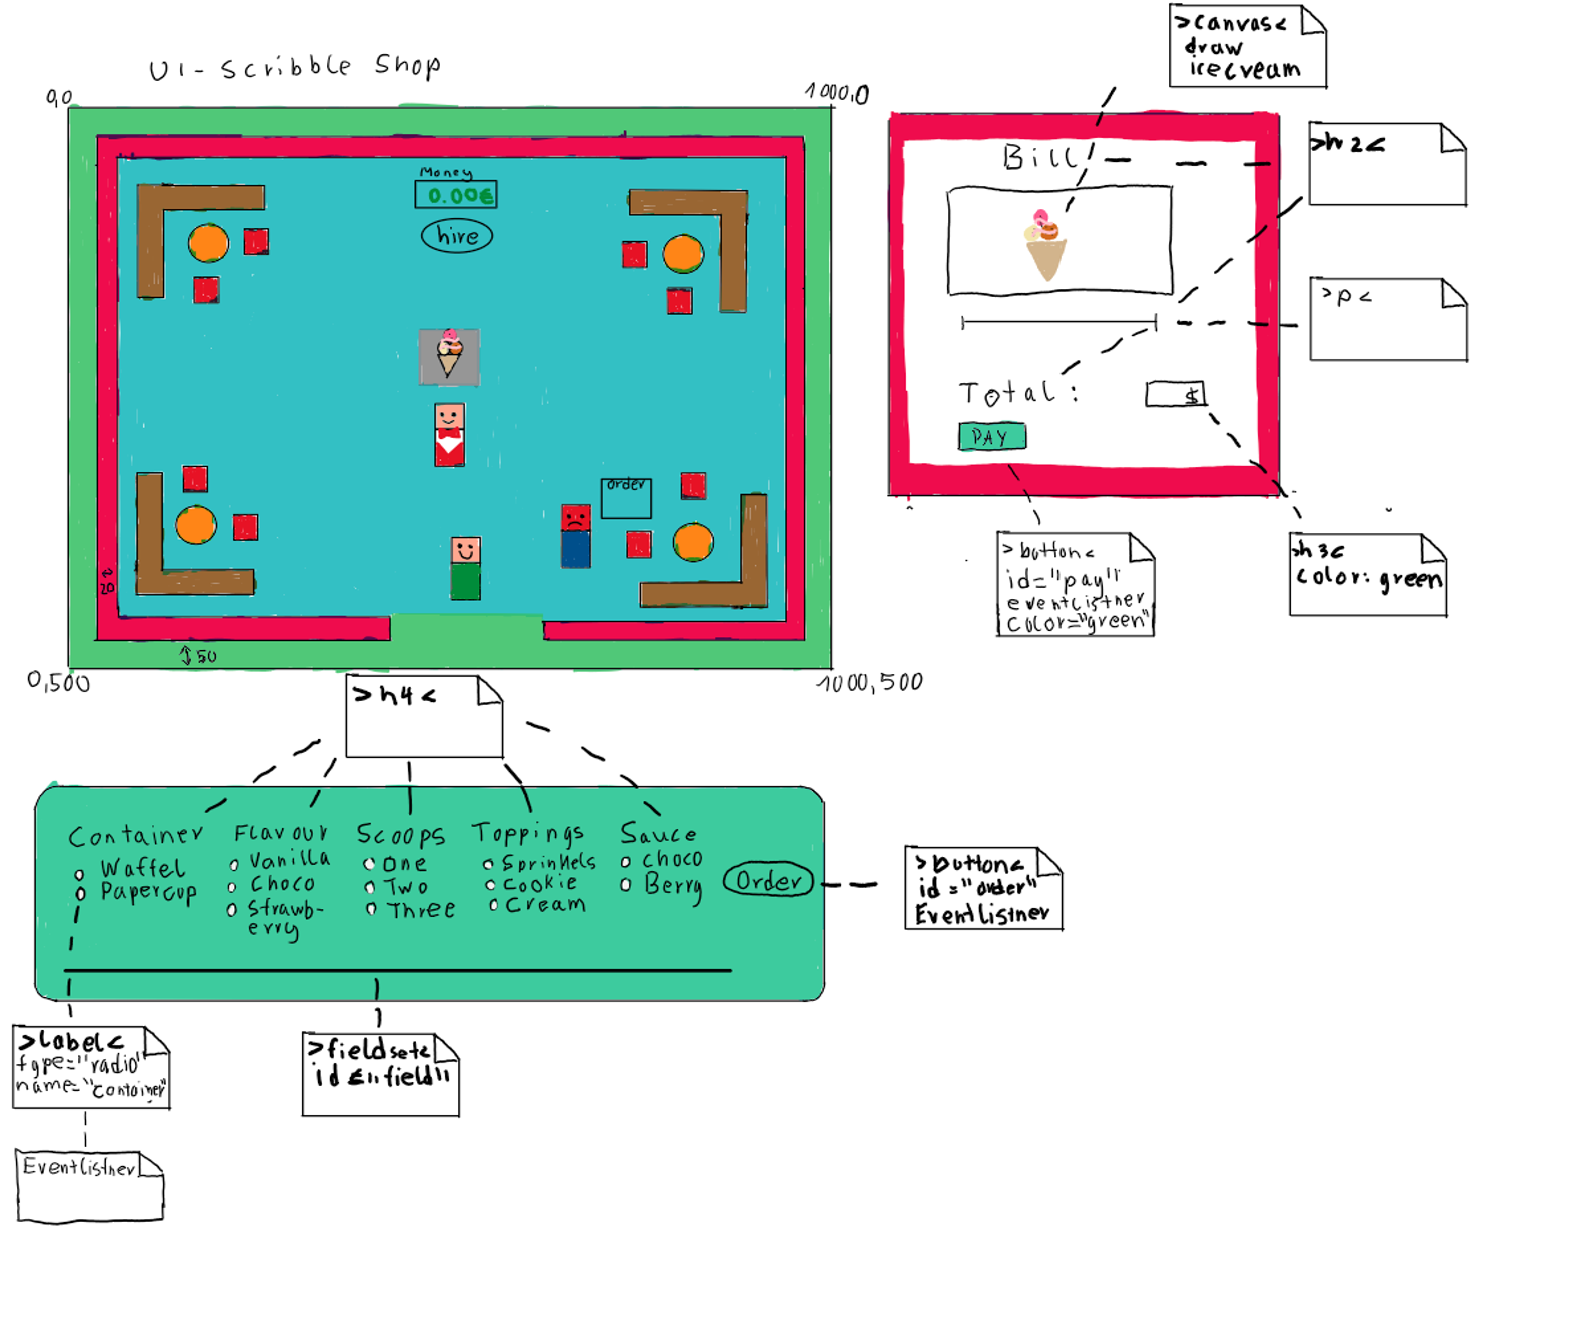 UI-Scribble Shop
0,0
1000,0
Money
0.00€
hire
order
20
50
0,500
1000,500
>canvas<
draw
icecream
Bill
>h2<
>p<
Total:
$
PAY
>button<
id="pay"
eventlistner
color="green"
>h3<
color: green
>h4<
Container
Waffel
Papercup
Flavour
Vanilla
Choco
Strawb-
erry
Scoops
One
Two
Three
Toppings
Sprinkels
Cookie
Cream
Sauce
choco
Berry
Order
>button<
id="order"
EventListner
>label<
type="radio"
name="container"
>fieldset<
id="field"
Eventlistner